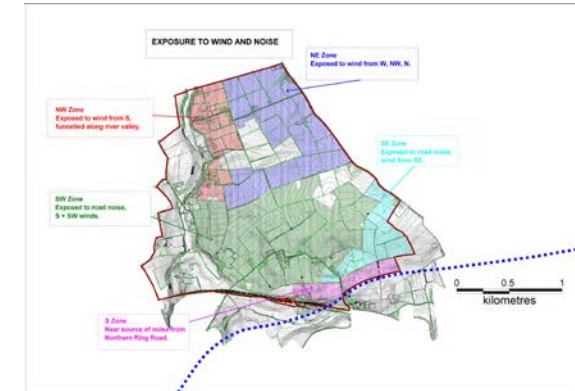 EXPOSURE TO WIND AND NOISE
NE Zone
Exposed to wind from W, NW, N.
NW Zone
Exposed to wind from S,
funnelled along river valley.
SE Zone
Exposed to road noise,
wind from SE.
SW Zone
Exposed to road noise,
S + SW winds.
S Zone
Near source of noise from
Northern Ring Road.
0 0.5 1
kilometres